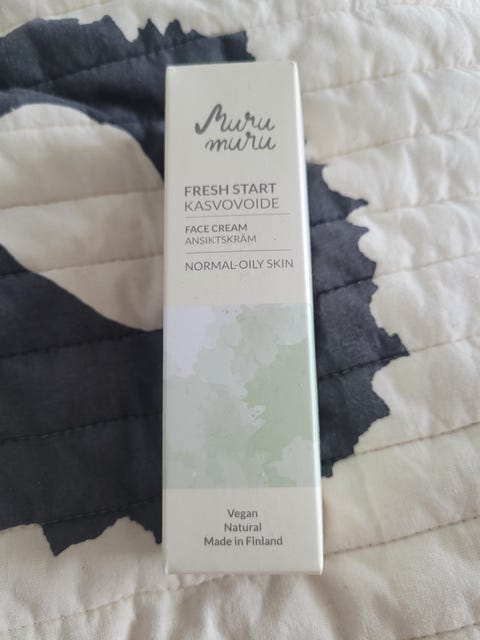 Muru
muru
FRESH START
KASVOVOIDE
FACE CREAM
ANSIKTSKRÄM
NORMAL-OILY SKIN
Vegan
Natural
Made in Finland